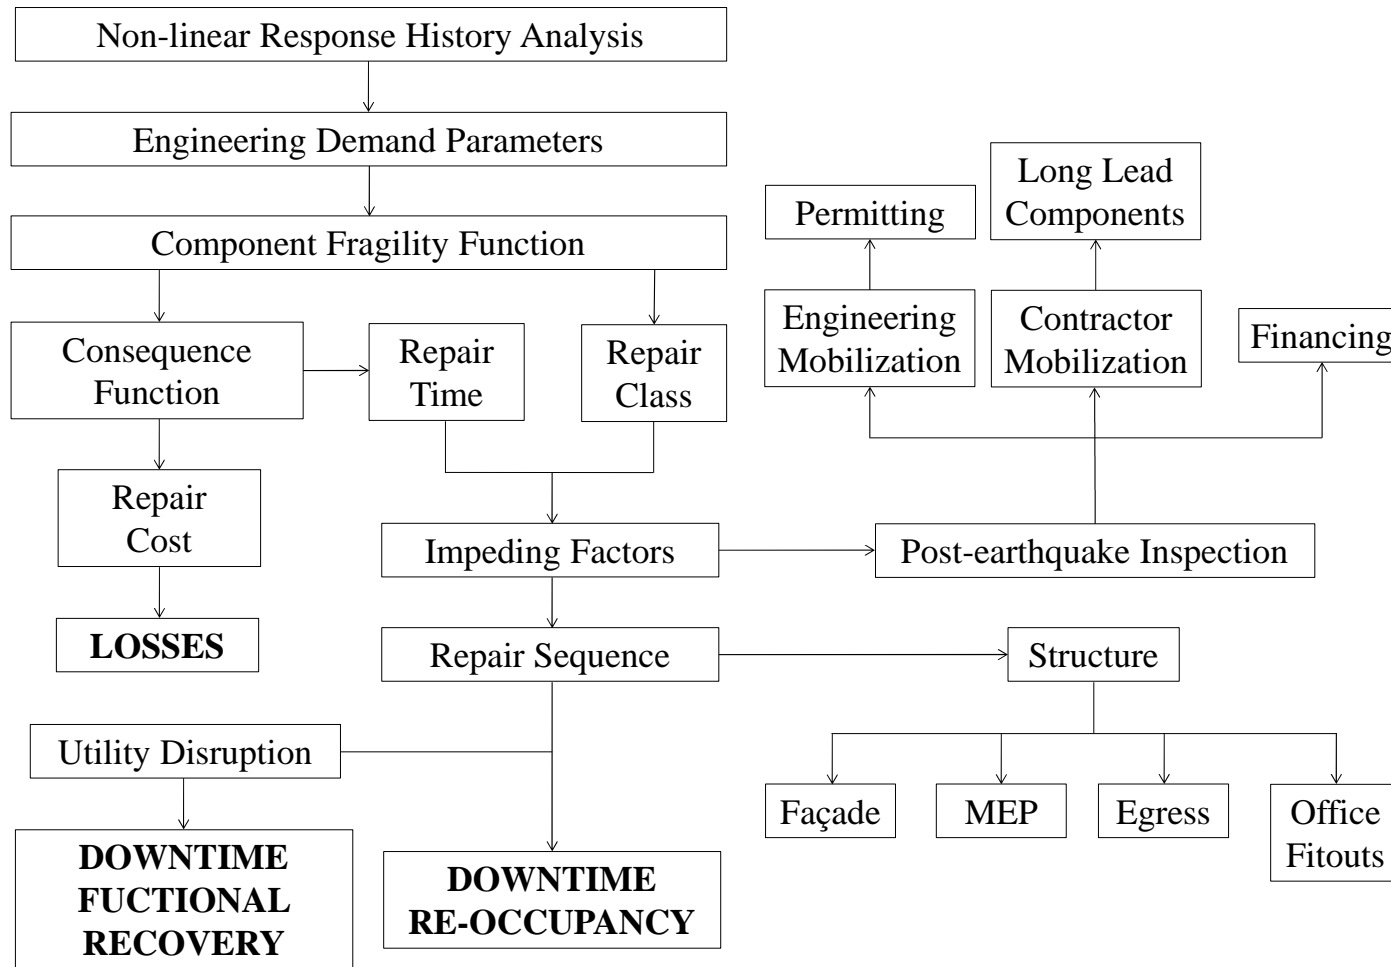 Non-linear Response History Analysis
Engineering Demand Parameters
Component Fragility Function
Consequence
Function
Repair
Time
Repair
Class
Repair
Cost
LOSSES
Impeding Factors
Repair Sequence
Utility Disruption
DOWNTIME
FUCTIONAL
RECOVERY
DOWNTIME
RE-OCCUPANCY
Permitting
Long Lead
Components
Engineering
Mobilization
Contractor
Mobilization
Financing
Post-earthquake Inspection
Structure
Façade
MEP
Egress
Office
Fitouts